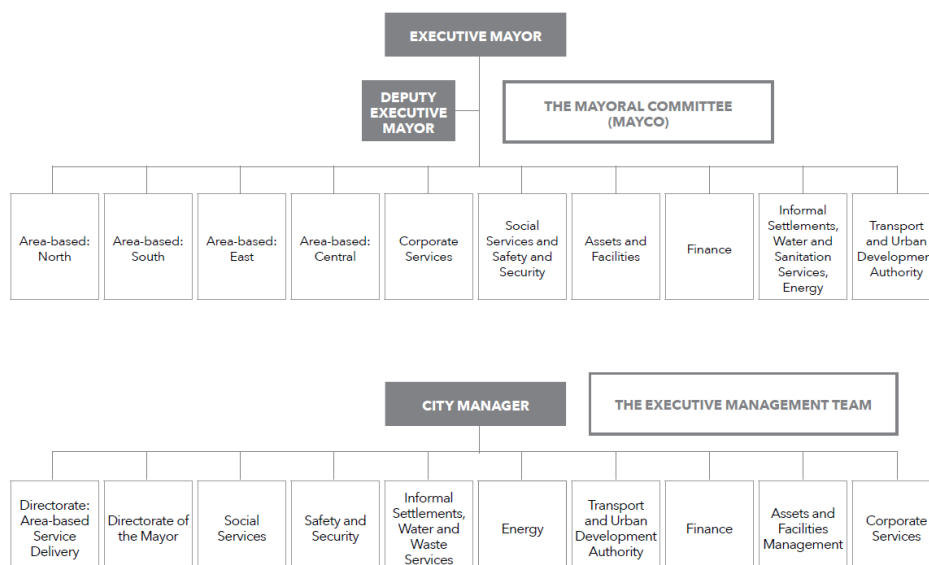 EXECUTIVE MAYOR
DEPUTY
EXECUTIVE
MAYOR
THE MAYORAL COMMITTEE
(MAYCO)
Area-based:
North
Area-based:
South
Area-based:
East
Area-based:
Central
Corporate
Services
Social
Services and
Safety and
Security
Assets and
Facilities
Finance
Informal
Settlements,
Water and
Sanitation
Services,
Energy
Transport
and Urban
Development
Authority
CITY MANAGER
THE EXECUTIVE MANAGEMENT TEAM
Directorate:
Area-based
Service
Delivery
Directorate of
the Mayor
Social
Services
Safety and
Security
Informal
Settlements,
Water and
Waste
Services
Energy
Transport
and Urban
Development
Authority
Finance
Assets and
Facilities
Management
Corporate
Services